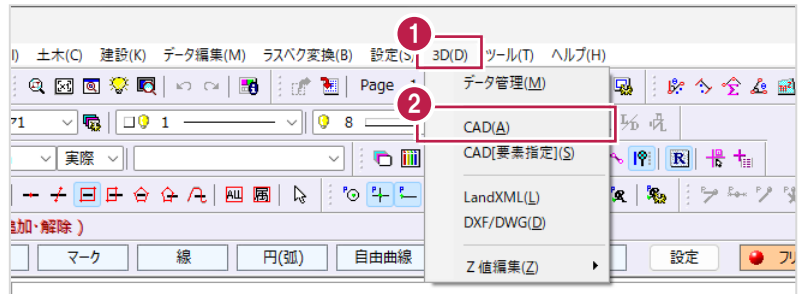 1
土木(C) 建設(K) データ編集(M) ラスベク変換(B) 設定(S) 3D(D) ツール(T) ヘルプ(H)
Page
データ管理(M)
2
1 8
CAD(A)
実際
CAD[要素指定](S)
R
LandXML(L)
ALL 属
DXF/DWG(D)
追加・解除 )
マーク 線 円(弧) 自由曲線 設定
Z 値編集(Z)